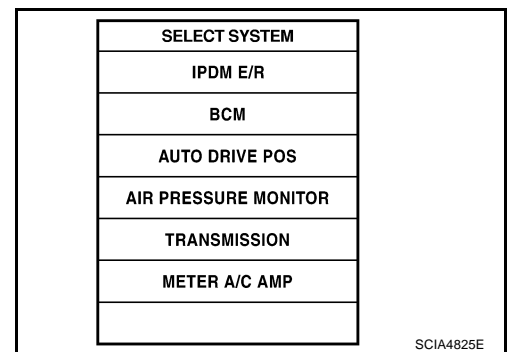 SELECT SYSTEM
IPDM E/R
BCM
AUTO DRIVE POS
AIR PRESSURE MONITOR
TRANSMISSION
METER A/C AMP
SCIA4825E